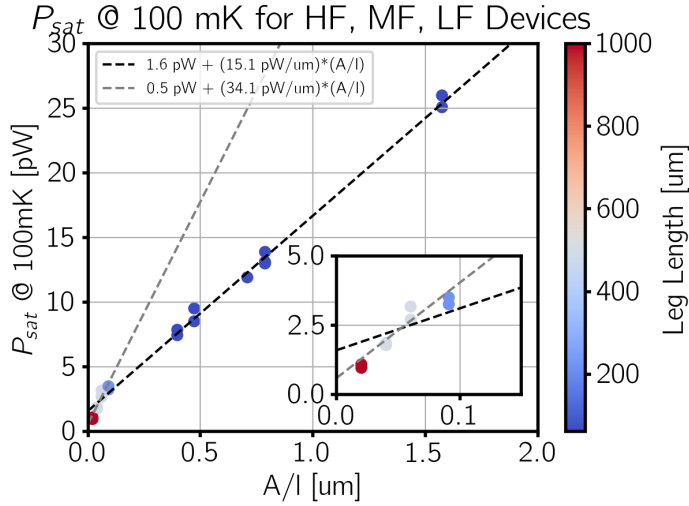 P_sat @ 100 mK for HF, MF, LF Devices
1.6 pW + (15.1 pW/um)*(A/l)
0.5 pW + (34.1 pW/um)*(A/l)
P_sat @ 100mK [pW]
30
25
20
15
10
5
0
0.0 0.5 1.0 1.5 2.0
A/l [um]
5.0
2.5
0.0
0.0 0.1
1000
800
600
400
200
Leg Length [um]